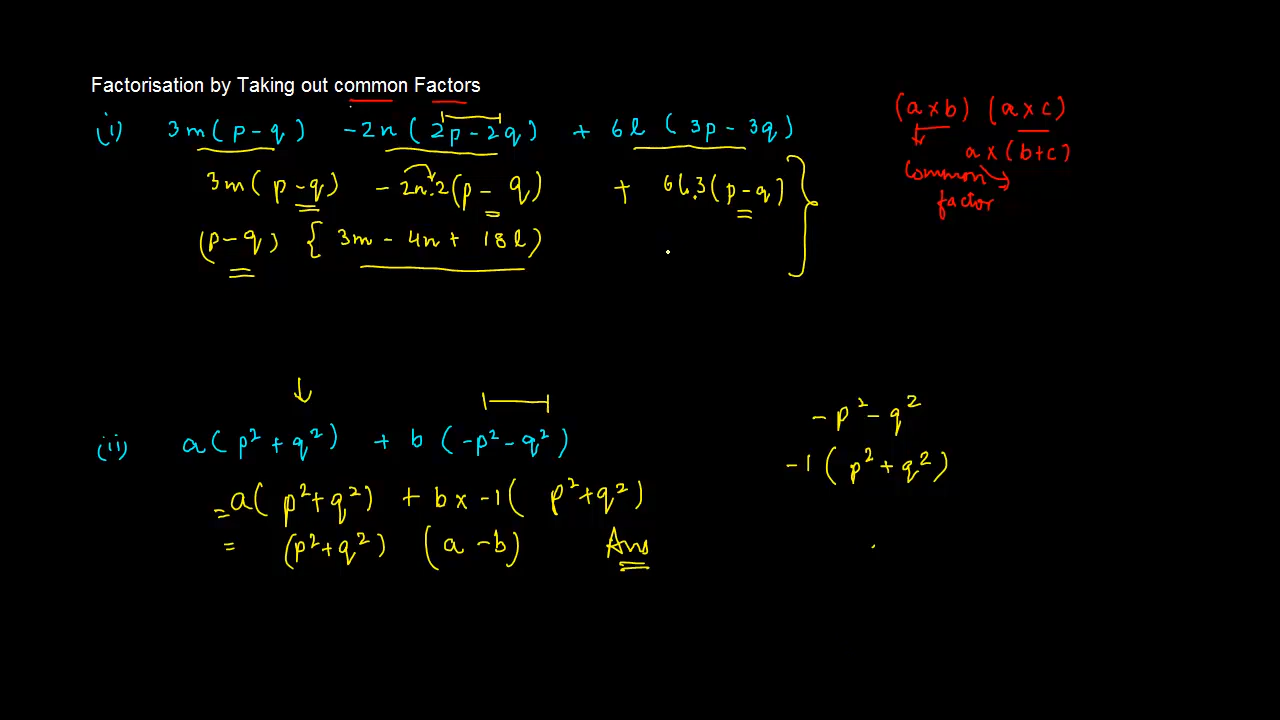 Factorisation by Taking out common Factors
(a × b) (a × c)
(i) 3m(p-q) -2n(2p-2q) + 6l(3p-3q)
a × (b+c)
common factor
3m(p-q) - 2n.2(p-q) + 6l.3(p-q)
(p-q) {3m - 4n + 18l)
(ii) a(p²+q²) + b(-p²-q²)
= a(p²+q²) + b× -1(p²+q²)
= (p²+q²) (a-b) Ans
-p²-q²
-1(p²+q²)